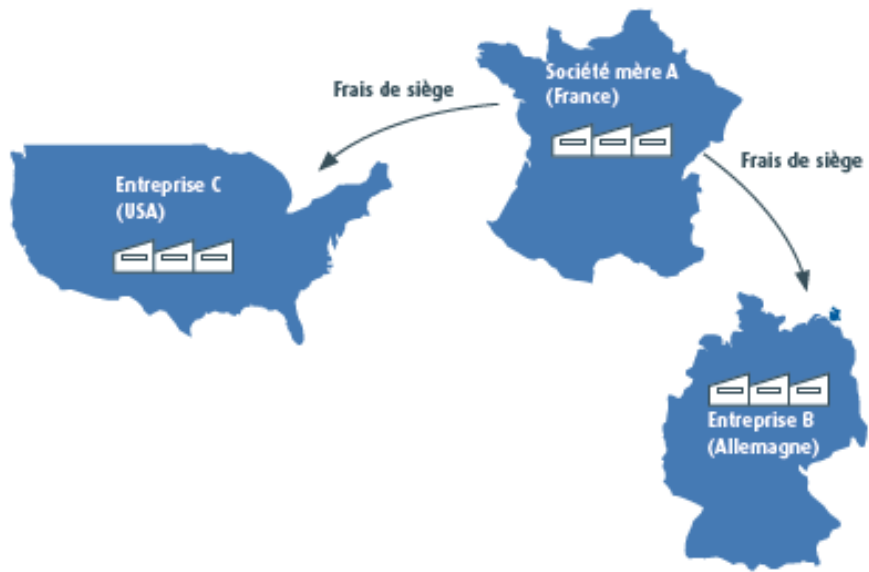 Société mère A
(France)
Frais de siège
Frais de siège
Entreprise C
(USA)
Entreprise B
(Allemagne)